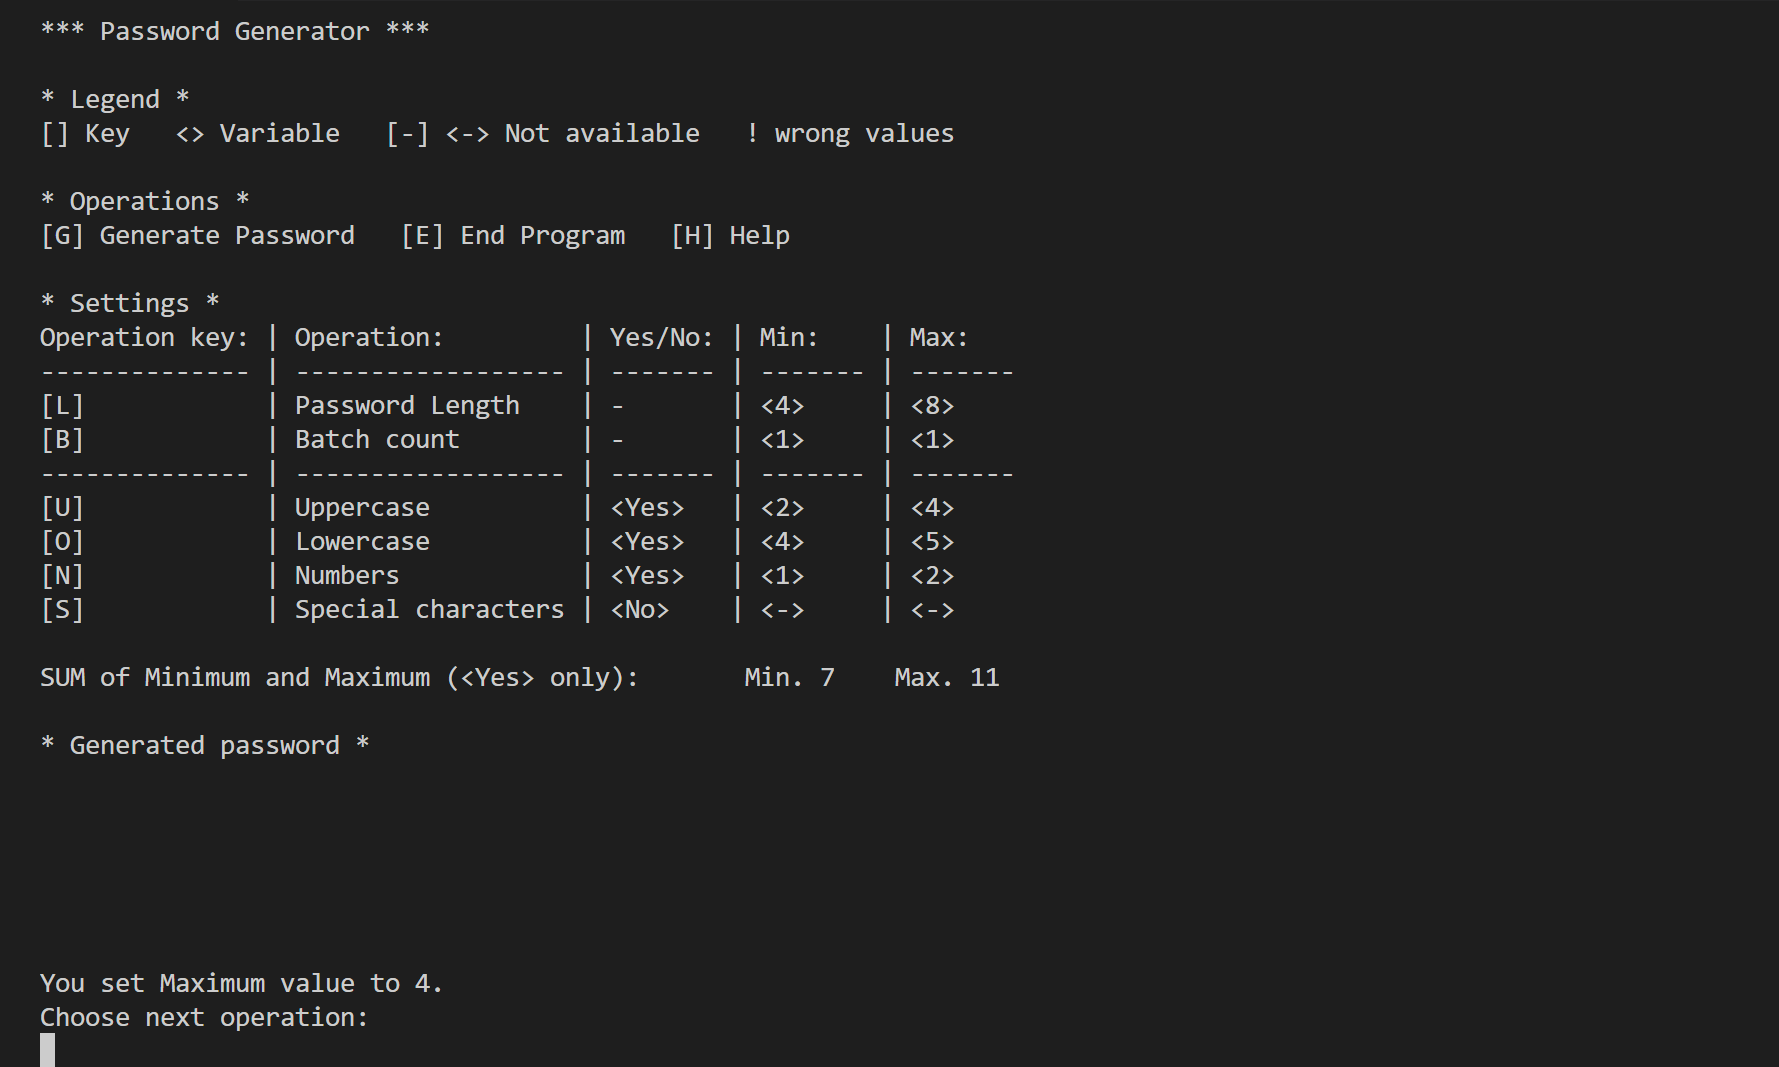 *** Password Generator ***
* Legend *
[] Key   <> Variable   [-] <-> Not available   ! wrong values
* Operations *
[G] Generate Password   [E] End Program   [H] Help
* Settings *
Operation key: | Operation:         | Yes/No: | Min:    | Max:
-------------- | ------------------ | ------- | ------- | -------
[L]            | Password Length    | -       | <4>     | <8>
[B]            | Batch count        | -       | <1>     | <1>
-------------- | ------------------ | ------- | ------- | -------
[U]            | Uppercase          | <Yes>   | <2>     | <4>
[O]            | Lowercase          | <Yes>   | <4>     | <5>
[N]            | Numbers            | <Yes>   | <1>     | <2>
[S]            | Special characters | <No>    | <->     | <->
SUM of Minimum and Maximum (<Yes> only):       Min. 7    Max. 11
* Generated password *
You set Maximum value to 4.
Choose next operation: